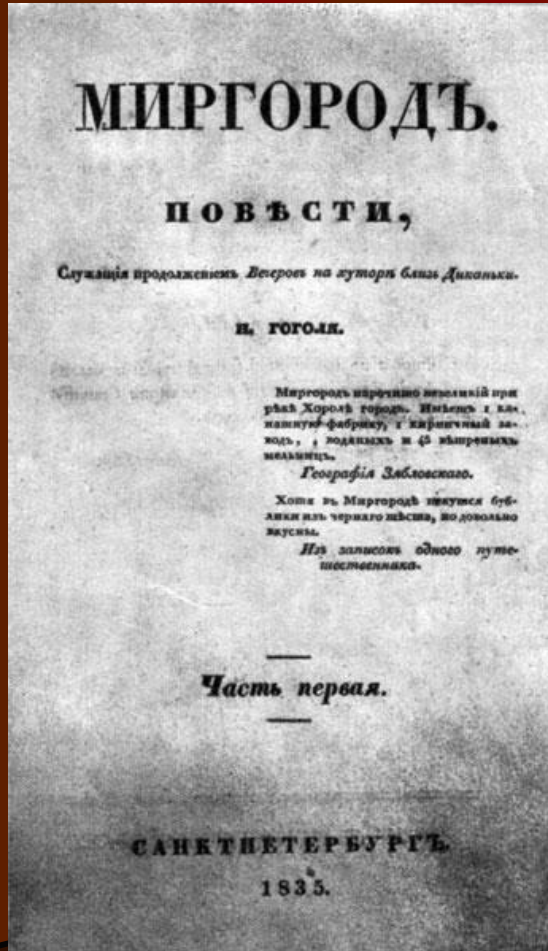 МИРГОРОДЪ.
ПОВѢСТИ,
Служащія продолженіемъ Вечеровъ на хуторѣ близь Диканьки.
Н. ГОГОЛЯ.
Миргородъ нарочито невеликій при
рѣкѣ Хоролѣ городъ. Имѣетъ 1 ка-
натную фабрику, 1 кирпичный за-
водъ, водяныхъ и 45 вѣтреныхъ
мельницъ.
Географія Зябловскаго.
Хотя въ Миргородѣ пекутся буб-
лики изъ чернаго тѣста, но довольно
вкусны.
Изъ записокъ одного путе-
шественника.
Часть первая.
САНКТПЕТЕРБУРГЪ.
1835.